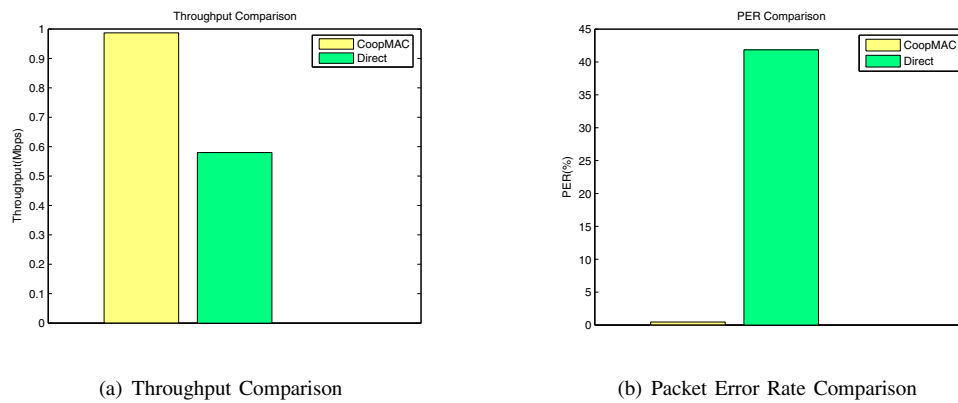 Throughput Comparison
1
0.9
0.8
0.7
0.6
0.5
0.4
0.3
0.2
0.1
0
Throughput(Mbps)
CoopMAC
Direct
(a) Throughput Comparison
PER Comparison
45
40
35
30
25
20
15
10
5
0
PER(%)
CoopMAC
Direct
(b) Packet Error Rate Comparison